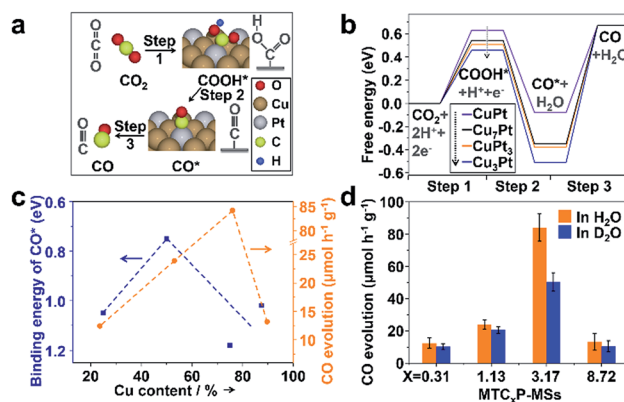 a
O=C=O
CO₂
Step 1
COOH*
H O C O
Step 2
O
Cu
Pt
C
H
C≡O
CO
Step 3
CO*
C=O
b
Free energy (eV)
0.6
0.4
0.2
0.0
-0.2
-0.4
-0.6
CO₂+
2H⁺+
2e⁻
COOH*
+H⁺+e⁻
CO*+
H₂O
CO
+H₂O
CuPt
Cu₇Pt
CuPt₃
Cu₃Pt
Step 1 Step 2 Step 3
c
Binding energy of CO* (eV)
0.6
0.8
1.0
1.2
CO evolution (μmol h⁻¹ g⁻¹)
85
80
30
25
20
15
10
20 40 60 80 100
Cu content / % →
d
CO evolution (μmol h⁻¹ g⁻¹)
100
80
60
40
20
0
In H₂O
In D₂O
X=0.31 1.13 3.17 8.72
MTCₓP-MSs